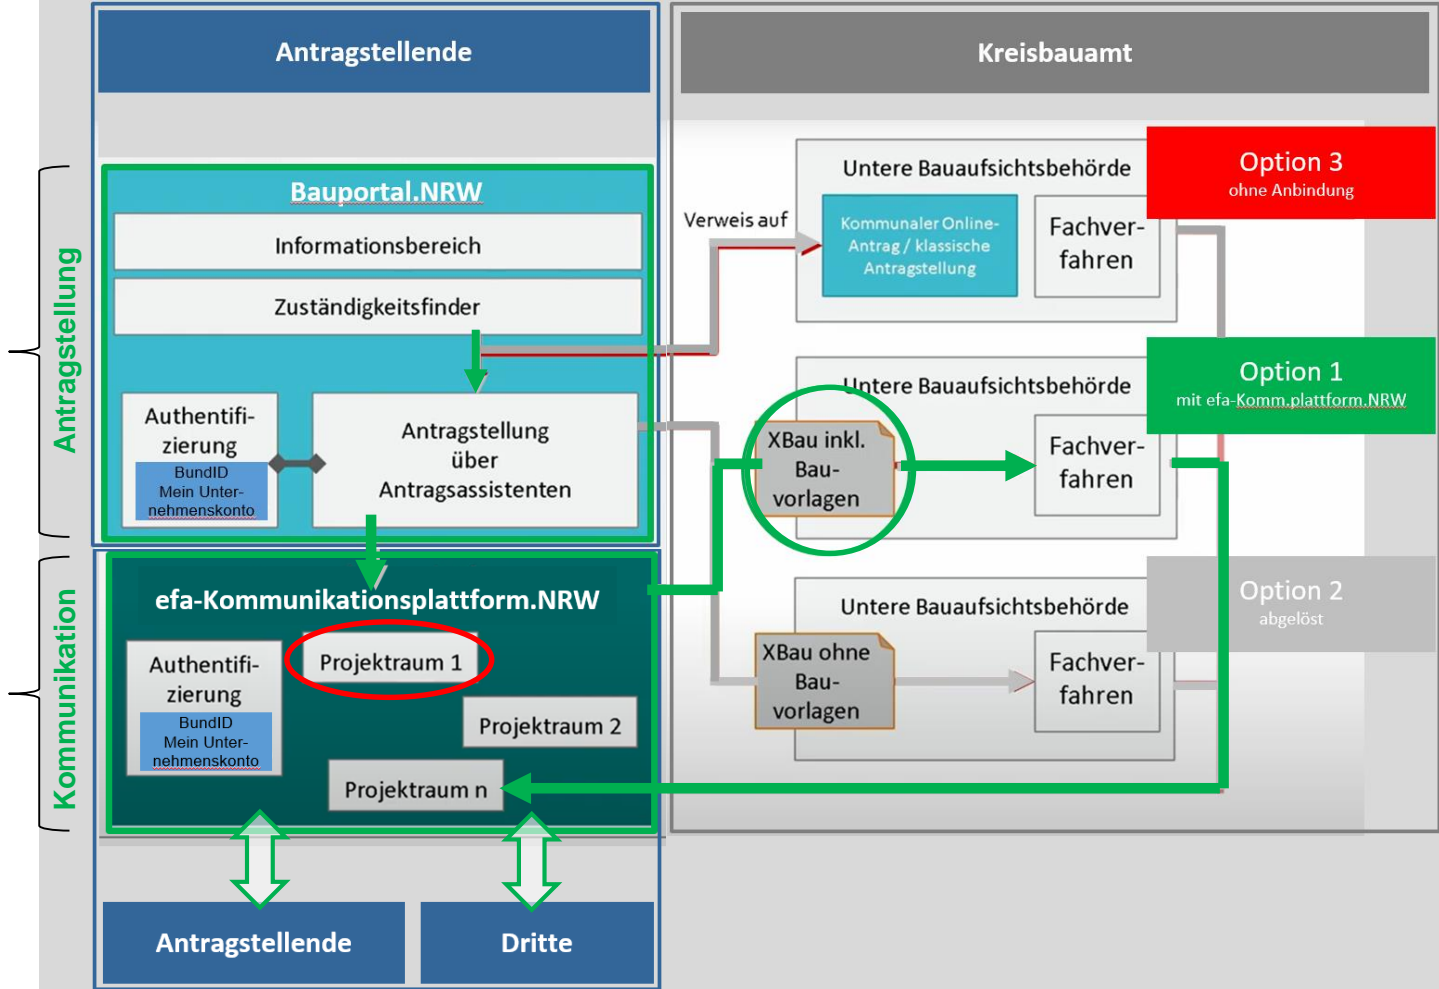 Antragstellende
Kreisbauamt
Antragstellung
Bauportal.NRW
Informationsbereich
Zuständigkeitsfinder
Authentifi-
zierung
BundID
Mein Unter-
nehmenskonto
Antragstellung
über
Antragsassistenten
Verweis auf
Untere Bauaufsichtsbehörde
Kommunaler Online-
Antrag / klassische
Antragstellung
Fachver-
fahren
Option 3
ohne Anbindung
Untere Bauaufsichtsbehörde
XBau inkl.
Bau-
vorlagen
Fachver-
fahren
Option 1
mit efa-Komm.plattform.NRW
Kommunikation
efa-Kommunikationsplattform.NRW
Authentifi-
zierung
BundID
Mein Unter-
nehmenskonto
Projektraum 1
Projektraum 2
Projektraum n
Untere Bauaufsichtsbehörde
XBau ohne
Bau-
vorlagen
Fachver-
fahren
Option 2
abgelöst
Antragstellende
Dritte